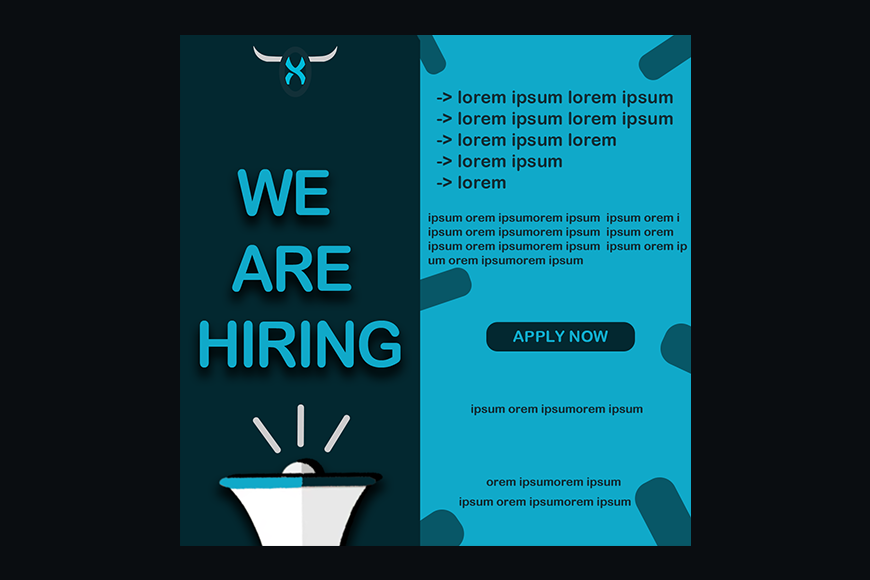 X
WE
ARE
HIRING
-> lorem ipsum lorem ipsum
-> lorem ipsum lorem ipsum
-> lorem ipsum lorem
-> lorem ipsum
-> lorem
ipsum orem ipsumorem ipsum ipsum orem i
ipsum orem ipsumorem ipsum ipsum orem
ipsum orem ipsumorem ipsum ipsum orem ip
um orem ipsumorem ipsum
APPLY NOW
ipsum orem ipsumorem ipsum
orem ipsumorem ipsum
ipsum orem ipsumorem ipsum